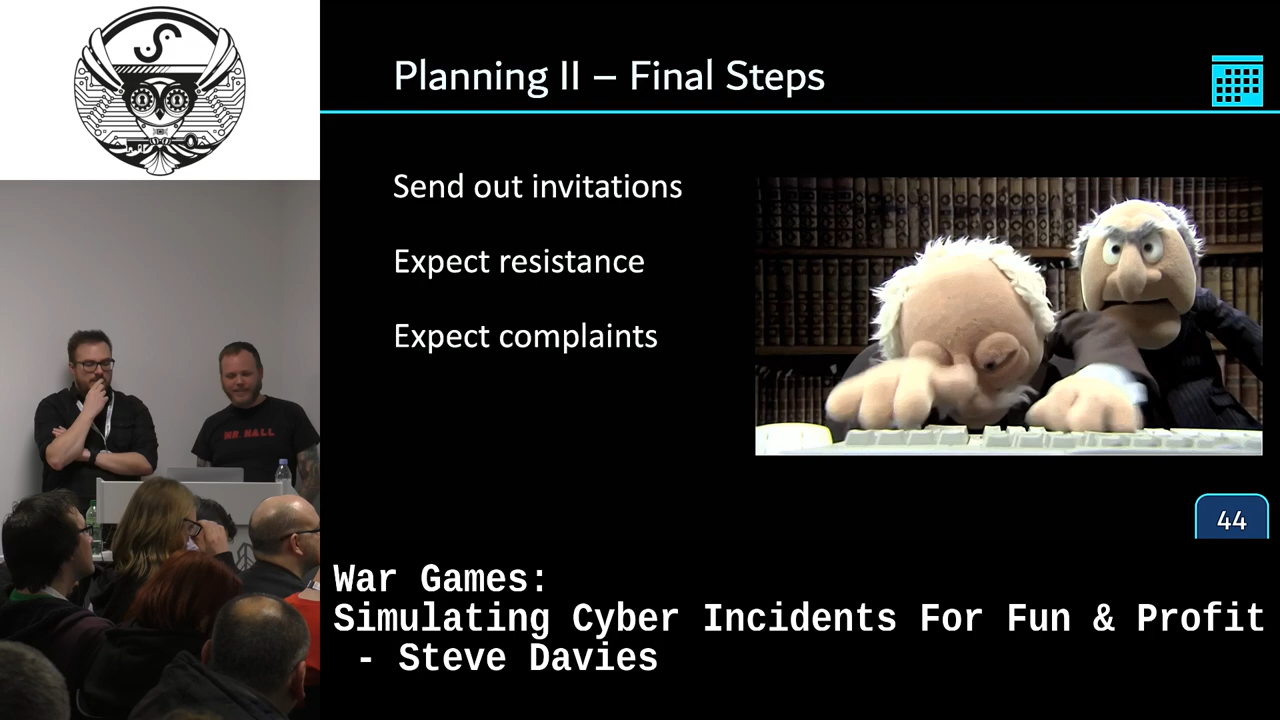 Planning II – Final Steps
Send out invitations
Expect resistance
Expect complaints
44
MR. HALL
War Games:
Simulating Cyber Incidents For Fun & Profit
- Steve Davies